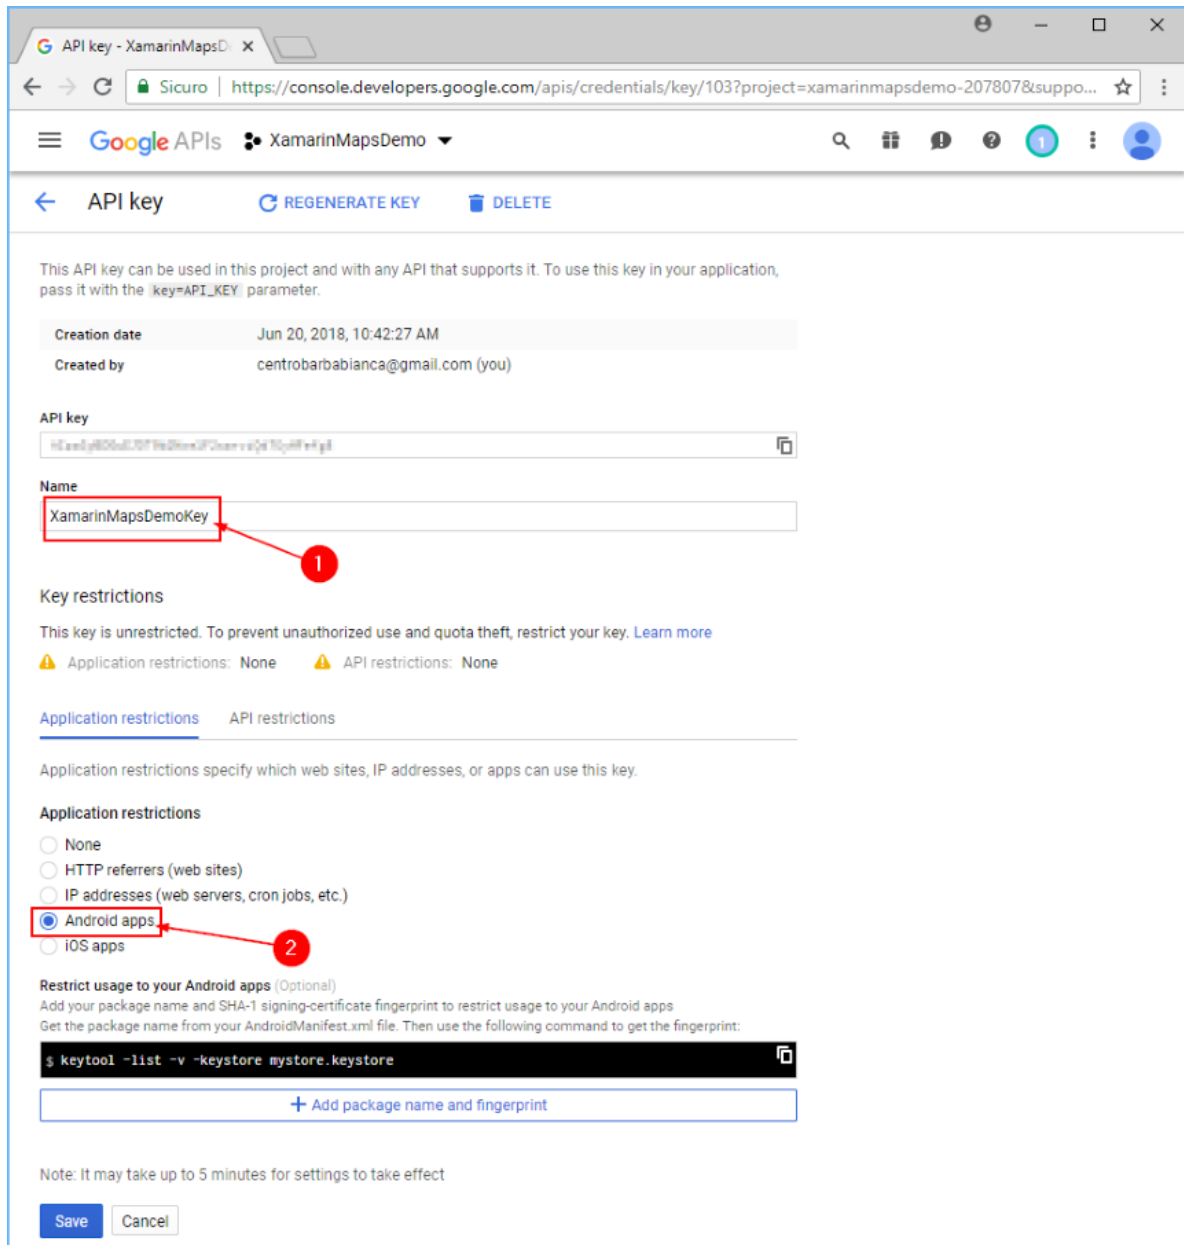 API key - XamarinMapsD
Sicuro | https://console.developers.google.com/apis/credentials/key/103?project=xamarinmapsdemo-207807&suppo...
Google APIs XamarinMapsDemo
1
API key REGENERATE KEY DELETE
This API key can be used in this project and with any API that supports it. To use this key in your application,
pass it with the key=API_KEY parameter.
Creation date Jun 20, 2018, 10:42:27 AM
Created by centrobarbabianca@gmail.com (you)
API key
Name
XamarinMapsDemoKey
1
Key restrictions
This key is unrestricted. To prevent unauthorized use and quota theft, restrict your key. Learn more
Application restrictions: None API restrictions: None
Application restrictions API restrictions
Application restrictions specify which web sites, IP addresses, or apps can use this key.
Application restrictions
None
HTTP referrers (web sites)
IP addresses (web servers, cron jobs, etc.)
Android apps
iOS apps
2
Restrict usage to your Android apps (Optional)
Add your package name and SHA-1 signing-certificate fingerprint to restrict usage to your Android apps
Get the package name from your AndroidManifest.xml file. Then use the following command to get the fingerprint:
$ keytool -list -v -keystore mystore.keystore
+ Add package name and fingerprint
Note: It may take up to 5 minutes for settings to take effect
Save Cancel